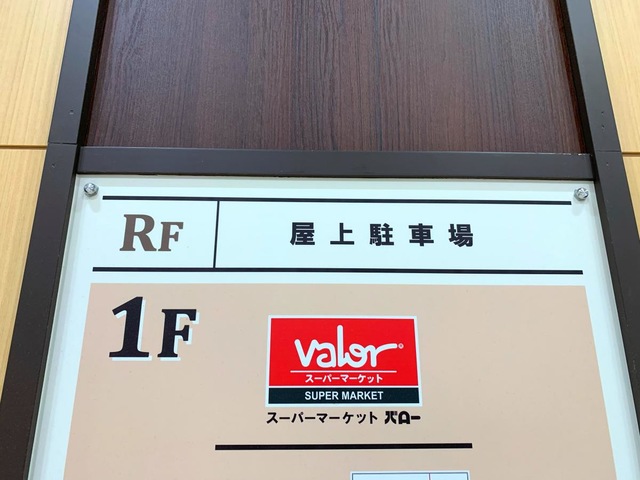 RF
屋上駐車場
1F
valor
スーパーマーケット
SUPER MARKET
スーパーマーケット バロー